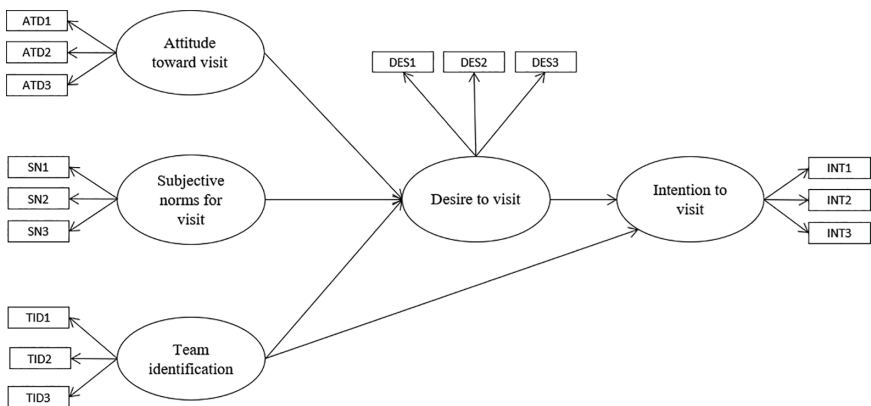 ATD1
ATD2
ATD3
Attitude
toward visit
DES1
DES2
DES3
SN1
SN2
SN3
Subjective
norms for
visit
Desire to visit
Intention to
visit
INT1
INT2
INT3
TID1
TID2
TID3
Team
identification